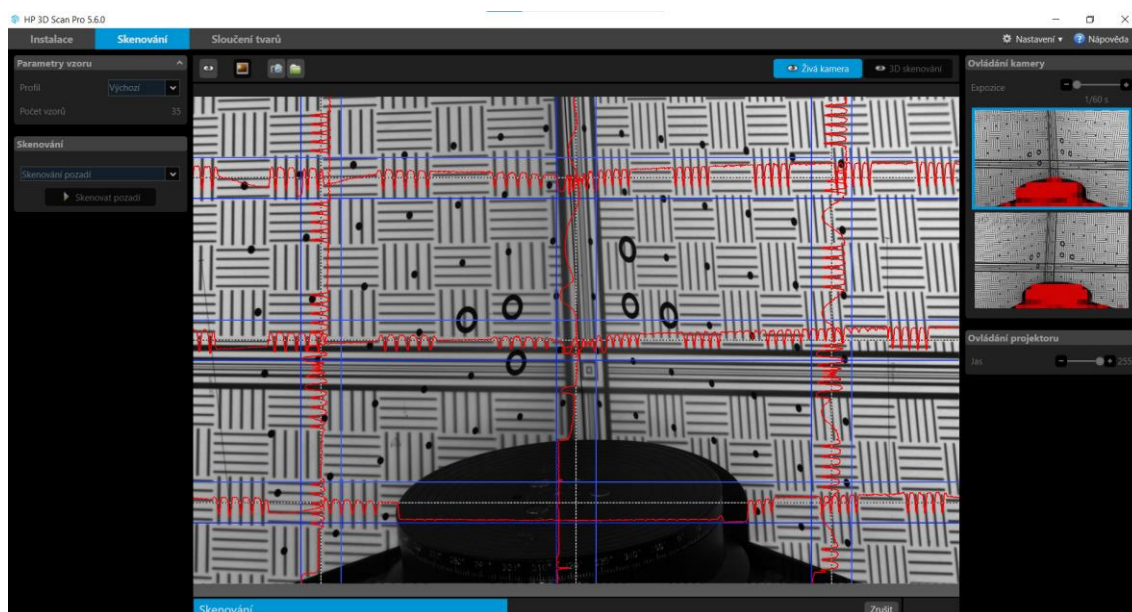 HP 3D Scan Pro 5.6.0
Instalace
Skenování
Sloučení tvarů
Nastavení
Nápověda
Parametry vzoru
Profil
Výchozí
Počet vzorů
35
Skenování
Skenování pozadí
Skenovat pozadí
Živá kamera
3D skenování
Ovládání kamery
Expozice
1/60 s
Ovládání projektoru
Jas
255
Skenování
Zrušit